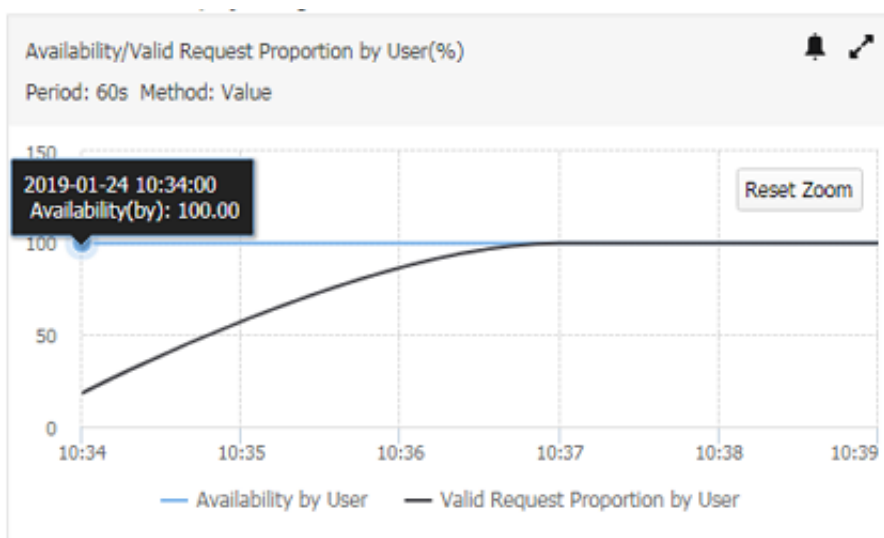 Availability/Valid Request Proportion by User(%)
Period: 60s Method: Value
150
2019-01-24 10:34:00
Availability(by): 100.00
Reset Zoom
100
50
0
10:34 10:35 10:36 10:37 10:38 10:39
Availability by User Valid Request Proportion by User